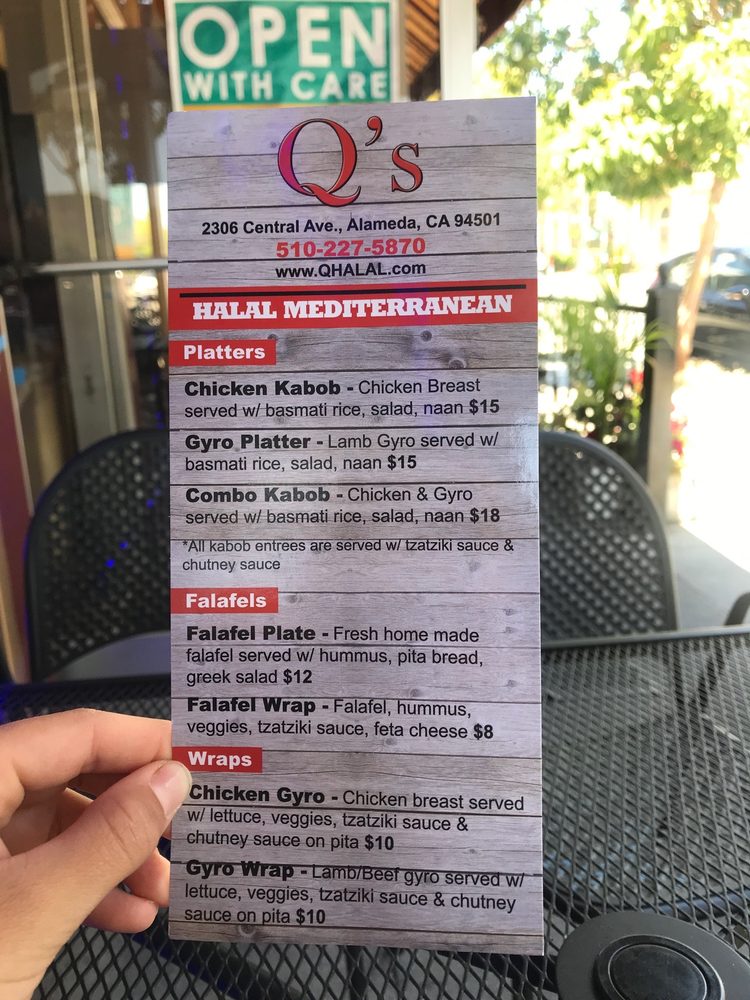 OPEN
WITH CARE
Q's
2306 Central Ave., Alameda, CA 94501
510-227-5870
www.QHALAL.com
HALAL MEDITERRANEAN
Platters
Chicken Kabob - Chicken Breast
served w/ basmati rice, salad, naan $15
Gyro Platter - Lamb Gyro served w/
basmati rice, salad, naan $15
Combo Kabob - Chicken & Gyro
served w/ basmati rice, salad, naan $18
*All kabob entrees are served w/ tzatziki sauce &
chutney sauce
Falafels
Falafel Plate - Fresh home made
falafel served w/ hummus, pita bread,
greek salad $12
Falafel Wrap - Falafel, hummus,
veggies, tzatziki sauce, feta cheese $8
Wraps
Chicken Gyro - Chicken breast served
w/ lettuce, veggies, tzatziki sauce &
chutney sauce on pita $10
Gyro Wrap - Lamb/Beef gyro served w/
lettuce, veggies, tzatziki sauce & chutney
sauce on pita $10